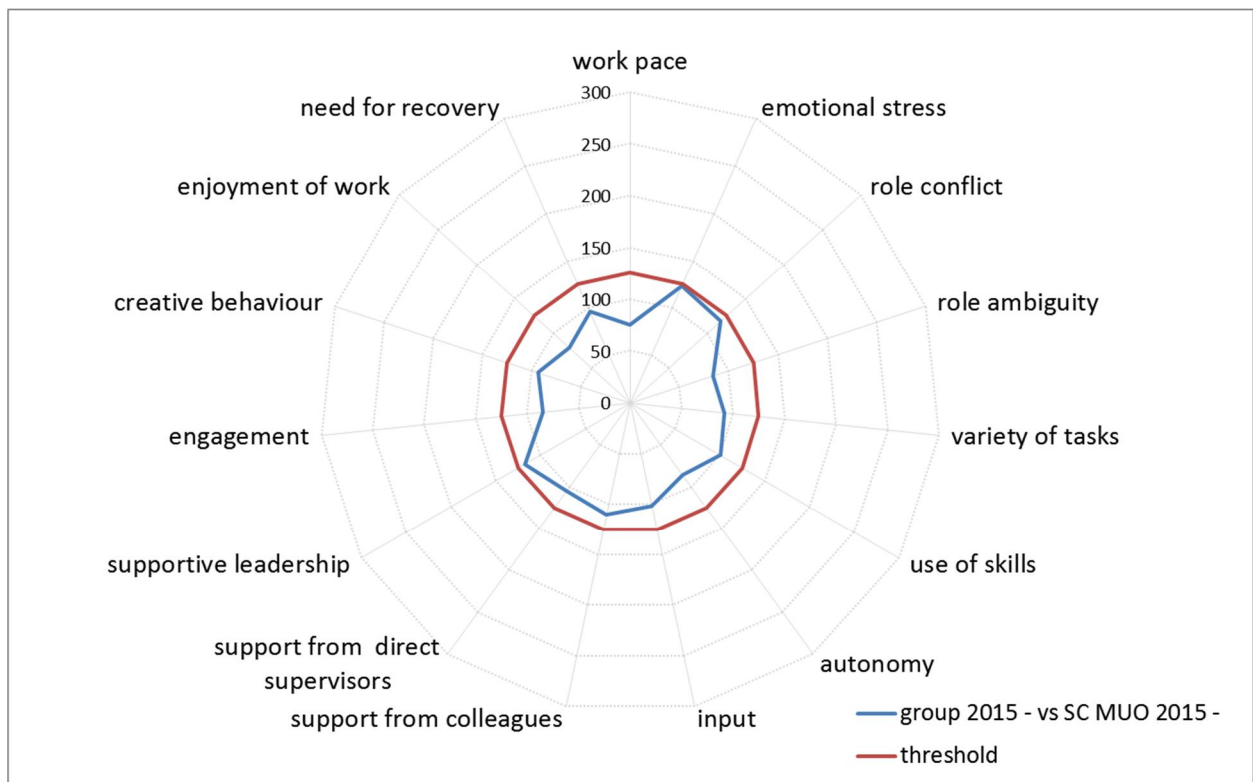 work pace
need for recovery
emotional stress
enjoyment of work
role conflict
creative behaviour
role ambiguity
engagement
variety of tasks
supportive leadership
use of skills
support from direct
supervisors
autonomy
support from colleagues
input
300
250
200
150
100
50
0
group 2015 - vs SC MUO 2015 -
threshold